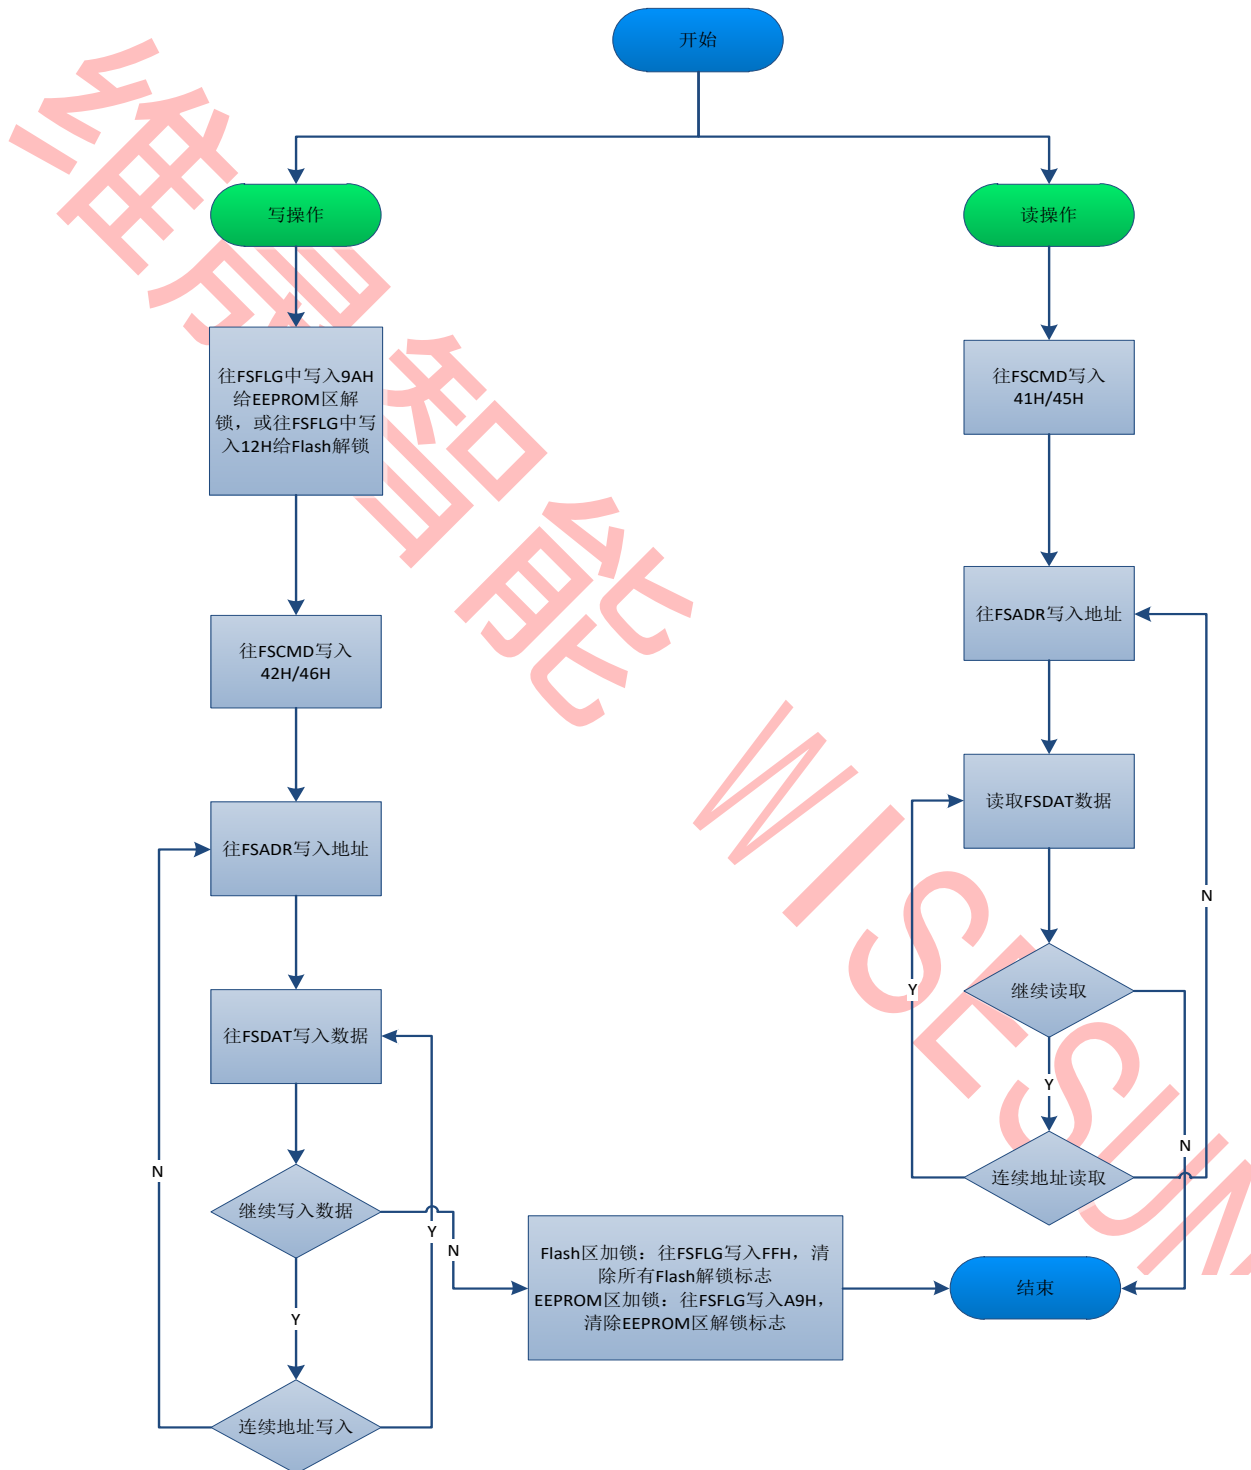 开始
写操作
读操作
往FSFLG中写入9AH
给EEPROM区解
锁，或往FSFLG中写
入12H给Flash解锁
往FSCMD写入
41H/45H
往FSADR写入地址
往FSCMD写入
42H/46H
读取FSDAT数据
往FSADR写入地址
N
继续读取
Y
往FSDAT写入数据
Y
N
连续地址读取
N
继续写入数据
Y
N
Flash区加锁：往FSFLG写入FFH，清
除所有Flash解锁标志
EEPROM区加锁：往FSFLG写入A9H，
清除EEPROM区解锁标志
结束
Y
连续地址写入
维晟智能 WISESUN